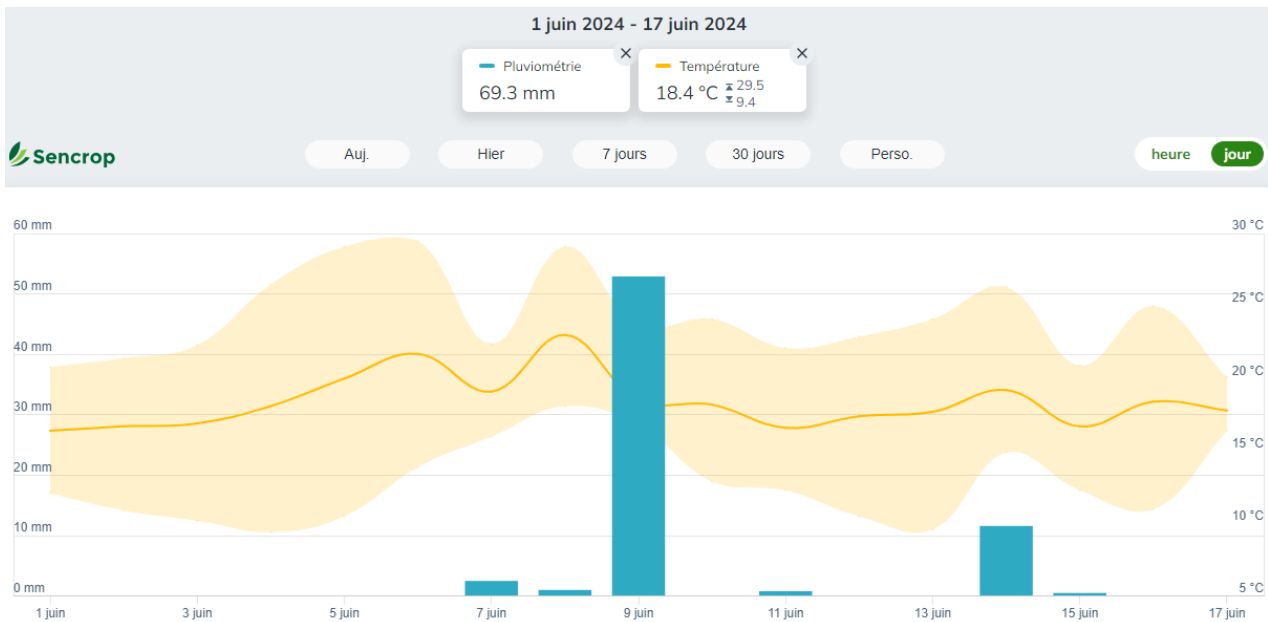 1 juin 2024 - 17 juin 2024
Pluviométrie
69.3 mm
Température
18.4 °C 29.5
9.4
Sencrop
Auj. Hier 7 jours 30 jours Perso. heure jour
60 mm 30 °C
50 mm 25 °C
40 mm 20 °C
30 mm
20 mm 15 °C
10 mm 10 °C
0 mm 5 °C
1 juin 3 juin 5 juin 7 juin 9 juin 11 juin 13 juin 15 juin 17 juin